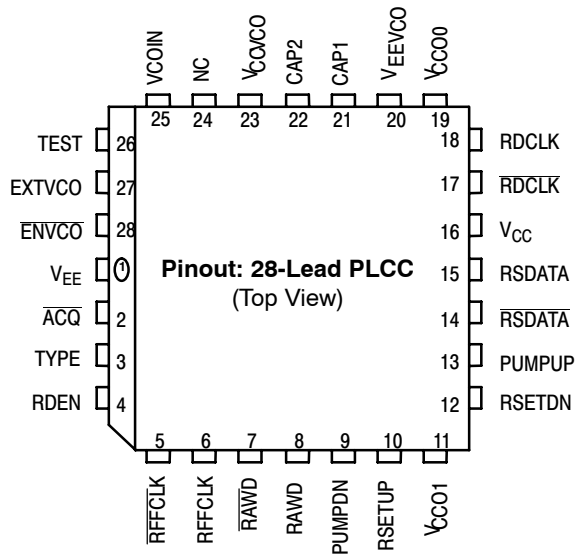 VCOIN
NC
VCCVCO
CAP2
CAP1
VEEVCO
VCCO0
25
24
23
22
21
20
19
TEST
26
18
RDCLK
EXTVCO
27
17
RDCLK
ENVCO
28
16
VCC
VEE
1
Pinout: 28-Lead PLCC
15
RSDATA
(Top View)
ACQ
2
14
RSDATA
TYPE
3
13
PUMPUP
RDEN
4
12
RSETDN
5
6
7
8
9
10
11
RFFCLK
RFFCLK
RAWD
RAWD
PUMPDN
RSETUP
VCCO1